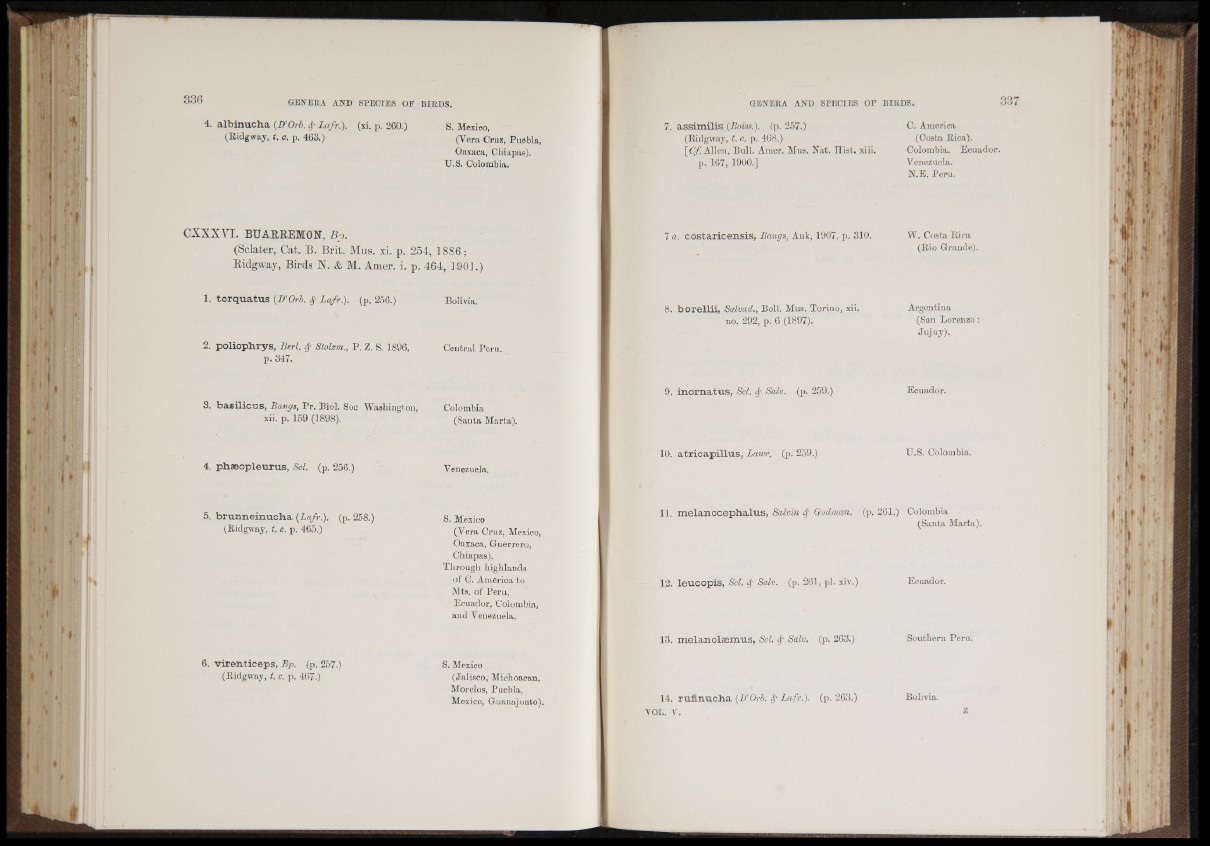 336
GENERA AND SPECIES OF BIRDS.
4. albinucha (D'Orb. & Lafr.). (xi. p. 260.)
(Ridgway, t. c. p. 463.)
S. Mexico,
(Vera Cruz, Puebla,
Oaxaca, Chiapas).
U.S. Colombia.
CXXXVI. BUARREMON, Bp.
(Sclater, Cat. B. Brit. Mus. xi. p. 254, 1886;
Ridgway, Birds N. & M. Amer. i. p. 464, 1901.)
1. torquatus (D'Orb. & Lafr.). (p. 256.)
Bolivia.
2. poliophrys, Berl. & Stolzm., P. Z. S. 1896,
p. 347.
Central Peru.
3. basilicus, Bangs, Pr. Biol. Soc Washington,
xii. p. 159 (1898).
Colombia
(Santa Marta).
4. phæopleurus, Scl. (p. 256.)
Venezuela.
5. brunneinucha (Lafr.). (p. 258.)
(Ridgway, t. c. p. 465.)
S. Mexico
(Vera Cruz, Mexico,
Oaxaca, Guerrero,
Chiapas).
Through highlands
of C. America to
Mts. of Peru,
Ecuador, Colombia,
and Venezuela.
6. virenticeps, Bp. (p. 257.)
(Ridgway, t. c. p. 467.)
S. Mexico
(Jalisco, Michoacan,
Morelos, Puebla,
Mexico, Guanajuato).
GENERA AND SPECIES OF BIRDS.
337
7. assimilis (Boiss.). (p. 257.)
(Ridgway, t. c. p. 468.)
[Cf. Allen, Bull. Amer. Mus. Nat. Hist. xiii.
p. 167, 1900.]
C. America
(Costa Rica).
Colombia. Ecuador.
Venezuela.
N.E. Peru.
7 a. costaricensis, Bangs, Auk, 1907, p. 310.
W. Costa Rica
(Rio Grande).
8. borellii, Salvad., Boll. Mus. Torino, xii.
no. 292, p. 6 (1897).
Argentina
(San Lorenzo:
Jujuy).
9. inornatus, Scl. & Salv. (p. 259.)
Ecuador.
10. atricapillus, Lawr. (p. 259.)
U.S. Colombia.
11. melanocephalus, Salvin & Godman. (p. 261.)
Colombia
(Santa Marta).
12. leucopis, Scl. & Salv. (p. 261, pl. xiv.)
Ecuador.
13. melanolæmus, Scl. & Salv. (p. 263.)
Southern Peru.
14. rufinucha (D'Orb. & Lafr.). (p. 263.)
Bolivia.
VOL. V.
Z